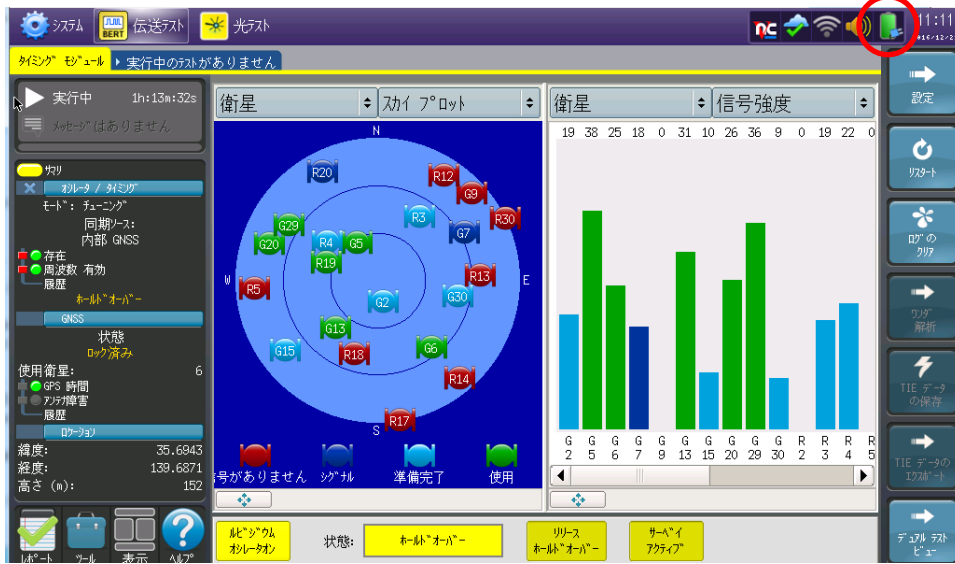 システム
BERT 伝送テスト
光テスト
11:11
タイミング モジュール
実行中のテストがありません
実行中 1h:13m:32s
メッセージはありません
サマリ
オシレータ / タイミング
モード: チューニング
同期ソース:
内部 GNSS
存在
周波数 有効
履歴
ホールドオーバー
GNSS
状態
ロック済み
使用衛星: 6
GPS 時間
アンテナ障害
履歴
ロケーション
緯度: 35.6943
経度: 139.6871
高さ (m): 152
レポート
ツール
表示
ヘルプ
衛星
スカイ プロット
N
R20
R12
G9
R3
R30
G29
G7
G20
R4
G5
R19
W
E
R5
R13
G2
G30
G13
G15
R18
G6
R14
R17
S
信号がありません シグナル 準備完了 使用
衛星
信号強度
19 38 25 18 0 31 10 26 36 9 0 19 22 0
G G G G G G G G G G R R R R
2 5 6 7 9 13 15 20 29 30 2 3 4 5
ルビジウム
オシレータオン
状態:
ホールドオーバー
リリース
ホールドオーバー
サーベイ
アクティブ
設定
リスタート
ログ の
クリア
ワンダ
解析
TIE データ
の保存
TIE データの
エクスポート
デュアル テスト
ビュー